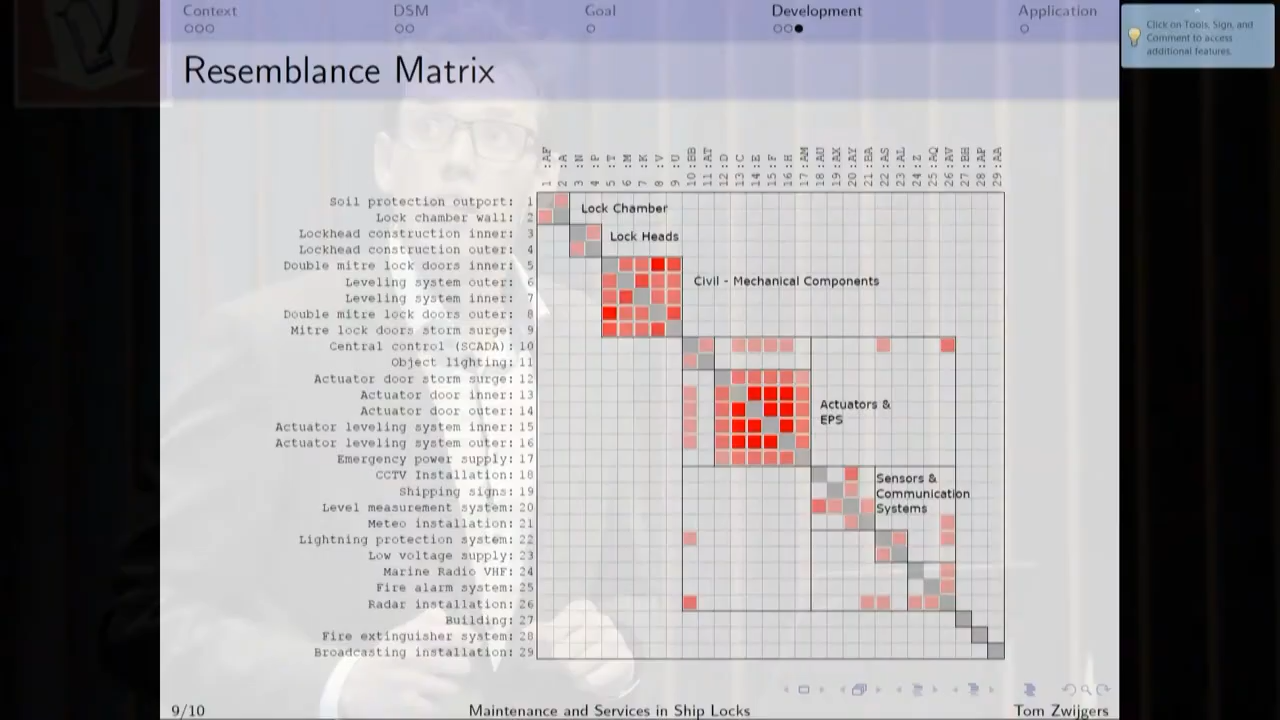 Context DSM Goal Development Application
Click on Tools, Sign, and
Comment to access
additional features.
Resemblance Matrix
1 :AF
2 :A
3 :N
4 :P
5 :T
6 :M
7 :K
8 :V
9 :U
10 :BB
11 :AT
12 :D
13 :C
14 :E
15 :F
16 :H
17 :AM
18 :AU
19 :AX
20 :AY
21 :BA
22 :AS
23 :AL
24 :Z
25 :AQ
26 :AV
27 :BH
28 :AP
29 :AA
Soil protection outport: 1
Lock chamber wall: 2
Lock Chamber
Lockhead construction inner: 3
Lockhead construction outer: 4
Lock Heads
Double mitre lock doors inner: 5
Leveling system outer: 6
Civil - Mechanical Components
Leveling system inner: 7
Double mitre lock doors outer: 8
Mitre lock doors storm surge: 9
Central control (SCADA): 10
Object lighting: 11
Actuator door storm surge: 12
Actuator door inner: 13
Actuator door outer: 14
Actuators &
EPS
Actuator leveling system inner: 15
Actuator leveling system outer: 16
Emergency power supply: 17
CCTV Installation: 18
Shipping signs: 19
Level measurement system: 20
Sensors &
Communication
Systems
Meteo installation: 21
Lightning protection system: 22
Low voltage supply: 23
Marine Radio VHF: 24
Fire alarm system: 25
Radar installation: 26
Building: 27
Fire extinguisher system: 28
Broadcasting installation: 29
9/10 Maintenance and Services in Ship Locks Tom Zwijgers